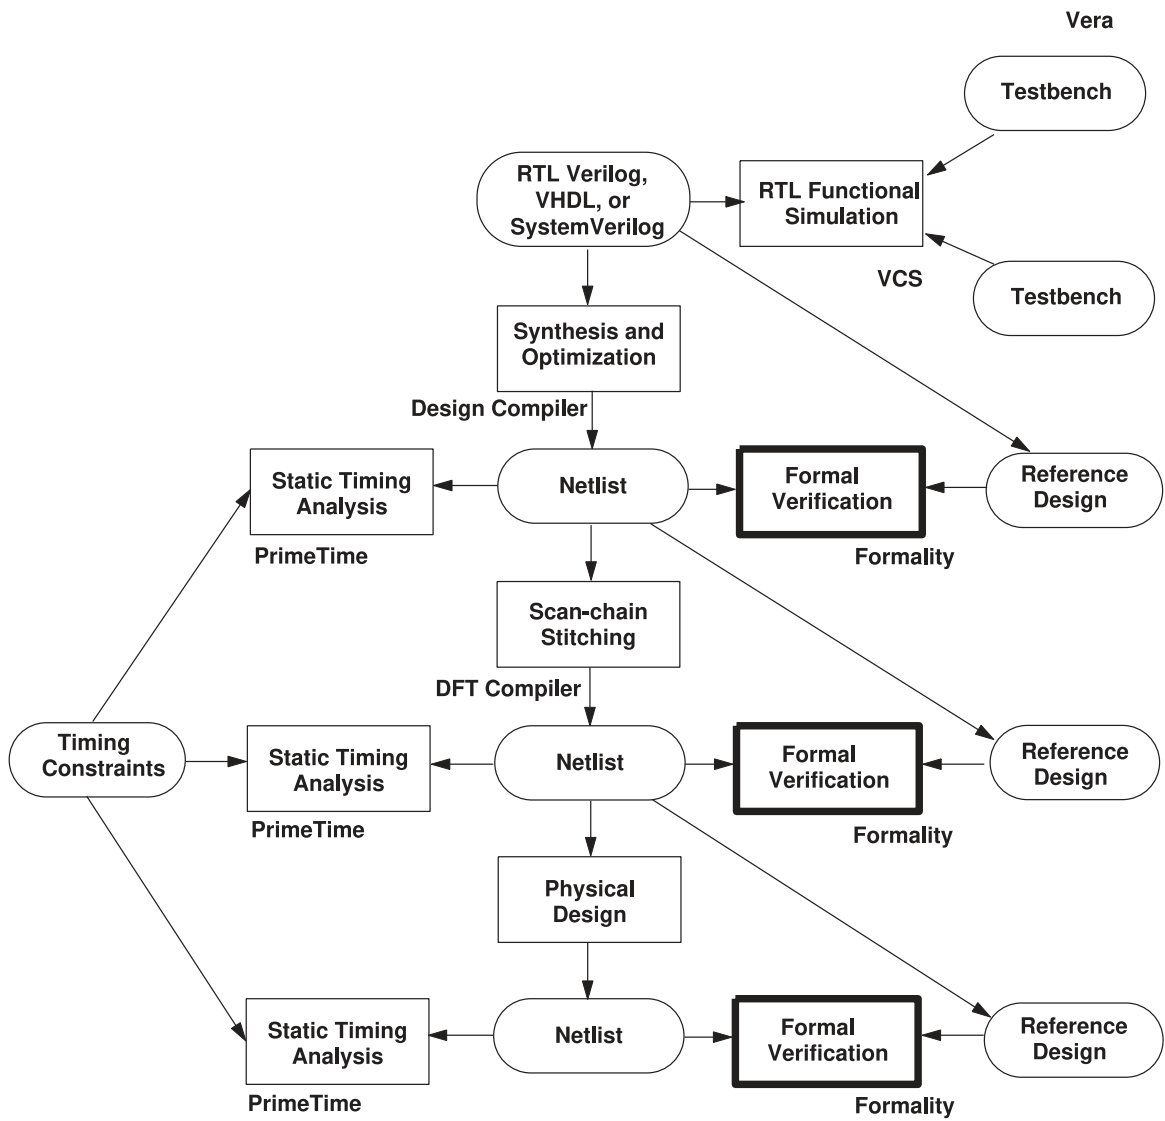 Vera
Testbench
RTL Verilog,
VHDL, or
SystemVerilog
RTL Functional
Simulation
VCS
Testbench
Synthesis and
Optimization
Design Compiler
Static Timing
Analysis
Netlist
Formal
Verification
Reference
Design
PrimeTime
Formality
Scan-chain
Stitching
DFT Compiler
Timing
Constraints
Static Timing
Analysis
Netlist
Formal
Verification
Reference
Design
PrimeTime
Formality
Physical
Design
Static Timing
Analysis
Netlist
Formal
Verification
Reference
Design
PrimeTime
Formality